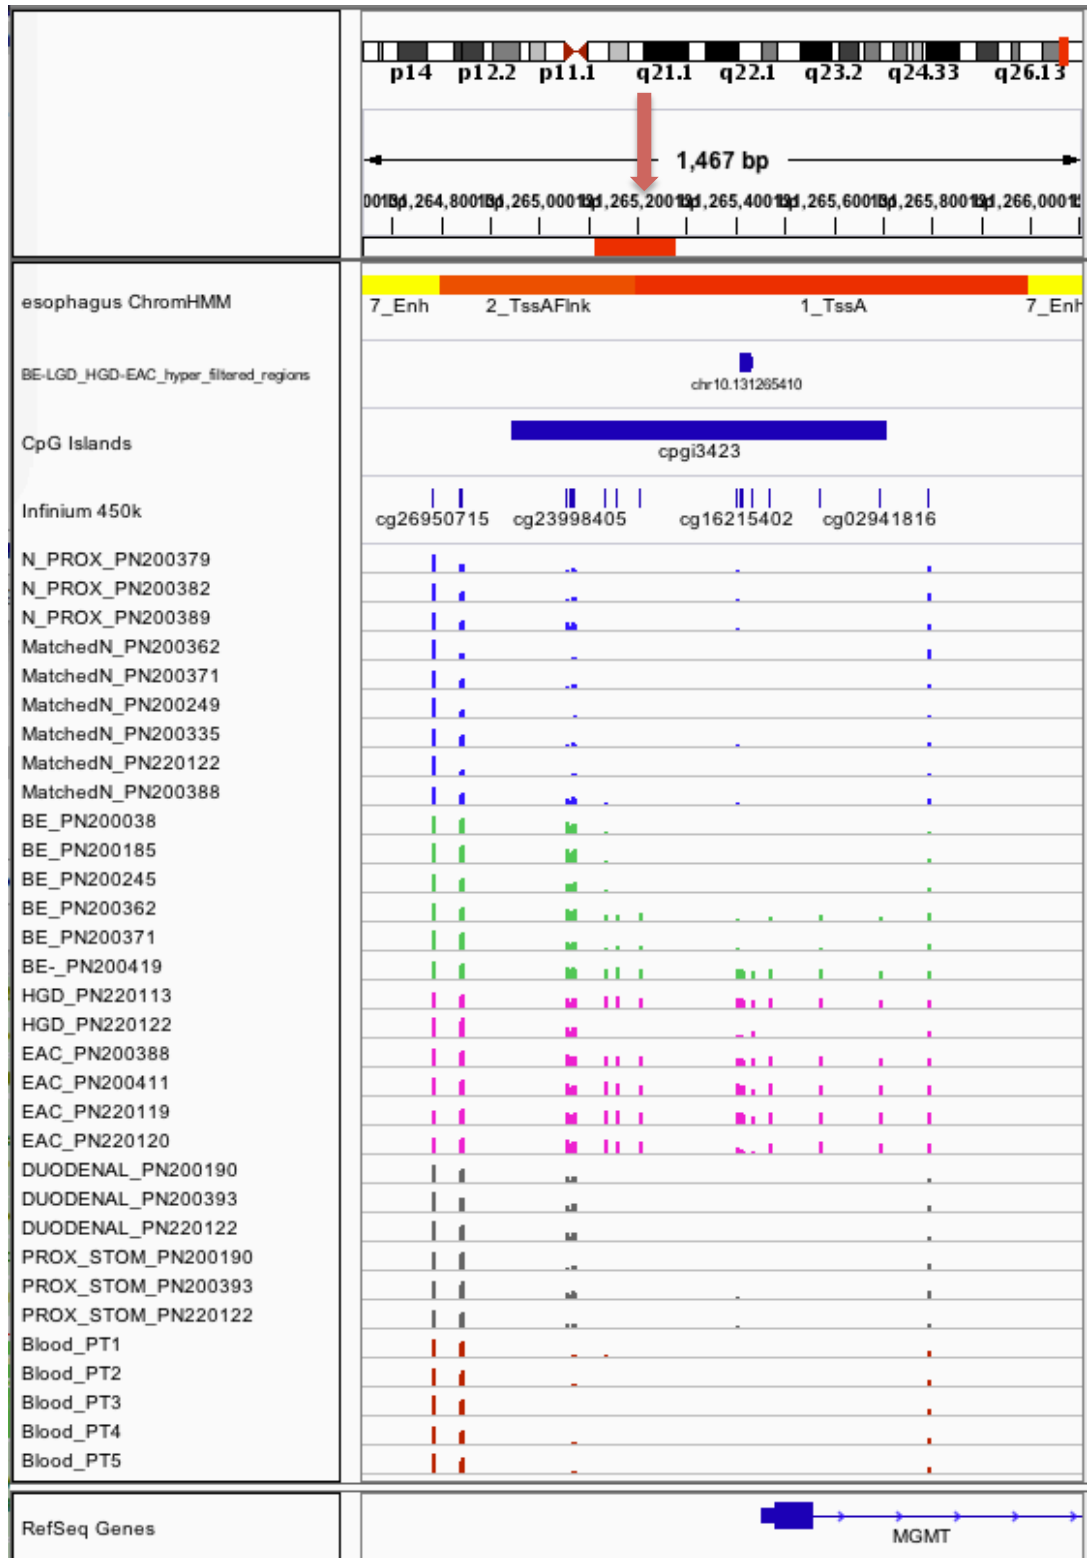 p14 p12.2 p11.1 q21.1 q22.1 q23.2 q24.33 q26.13
1,467 bp
esophagus ChromHMM
7_Enh 2_TssAFlnk 1_TssA 7_Enh
BE-LGD_HGD-EAC_hyper_filtered_regions
chr10.131265410
CpG Islands
cpgi3423
Infinium 450k
cg26950715 cg23998405 cg16215402 cg02941816
N_PROX_PN200379
N_PROX_PN200382
N_PROX_PN200389
MatchedN_PN200362
MatchedN_PN200371
MatchedN_PN200249
MatchedN_PN200335
MatchedN_PN220122
MatchedN_PN200388
BE_PN200038
BE_PN200185
BE_PN200245
BE_PN200362
BE_PN200371
BE-_PN200419
HGD_PN220113
HGD_PN220122
EAC_PN200388
EAC_PN200411
EAC_PN220119
EAC_PN220120
DUODENAL_PN200190
DUODENAL_PN200393
DUODENAL_PN220122
PROX_STOM_PN200190
PROX_STOM_PN200393
PROX_STOM_PN220122
Blood_PT1
Blood_PT2
Blood_PT3
Blood_PT4
Blood_PT5
RefSeq Genes
MGMT